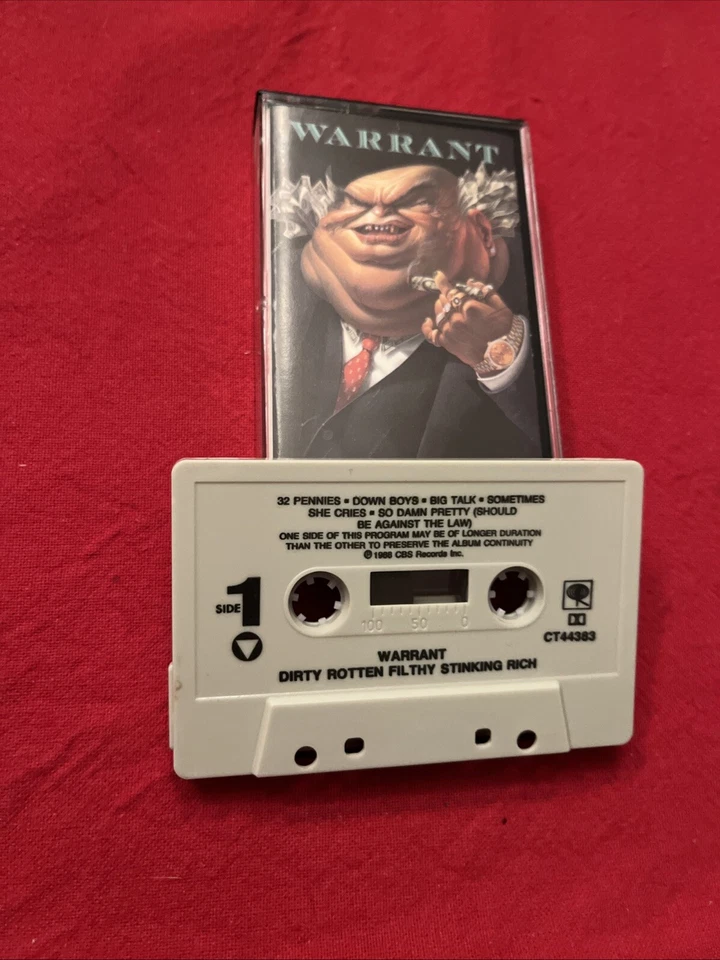 WARRANT
32 PENNIES ▪ DOWN BOYS ▪ BIG TALK ▪ SOMETIMES
SHE CRIES ▪ SO DAMN PRETTY (SHOULD
BE AGAINST THE LAW)
ONE SIDE OF THIS PROGRAM MAY BE OF LONGER DURATION
THAN THE OTHER TO PRESERVE THE ALBUM CONTINUITY
℗ 1988 CBS Records Inc.
SIDE 1
100 50 0
CT44383
WARRANT
DIRTY ROTTEN FILTHY STINKING RICH